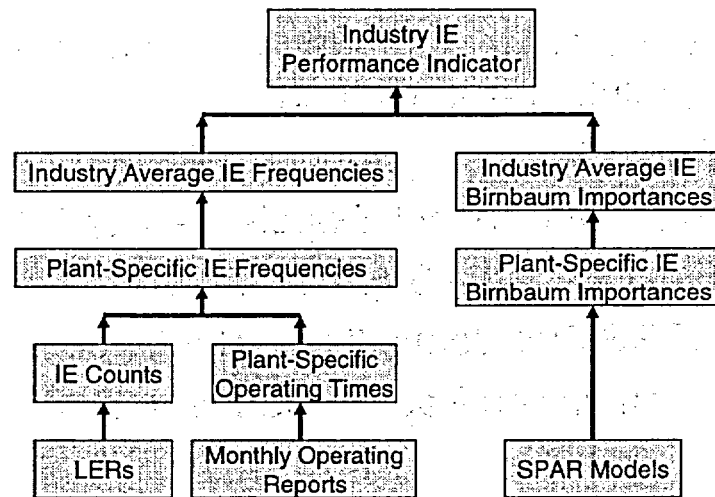 Industry IE
Performance Indicator
Industry Average IE Frequencies
Industry Average IE
Birnbaum Importances
Plant-Specific IE Frequencies
Plant-Specific IE
Birnbaum Importances
IE Counts
Plant-Specific
Operating Times
LERs
Monthly Operating
Reports
SPAR Models